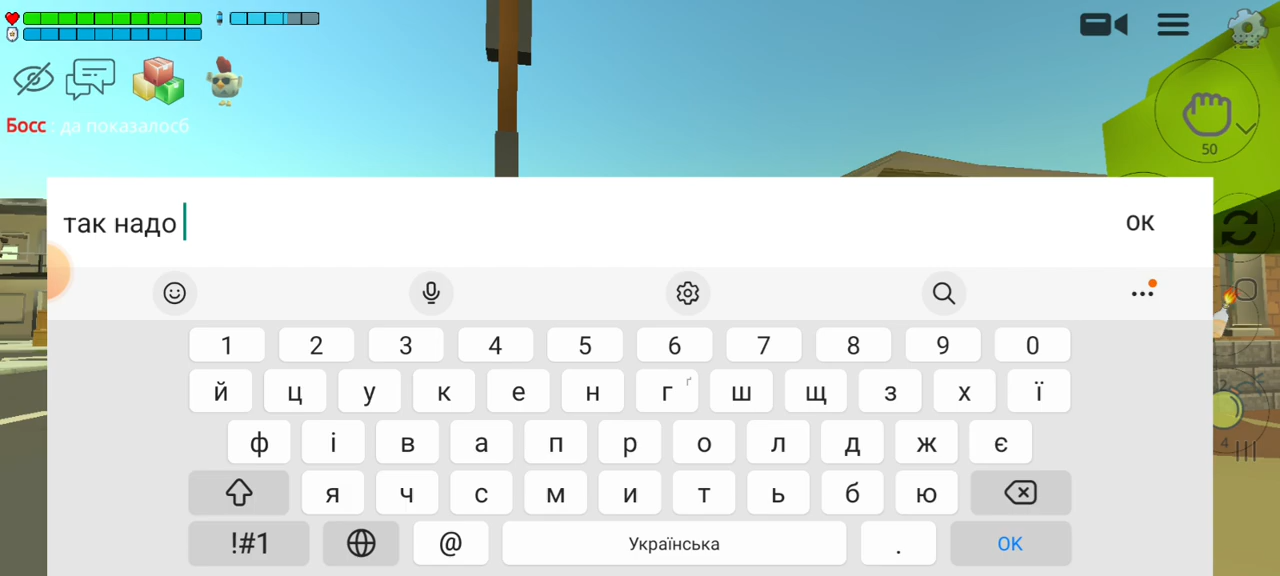 Босс да показалосб
50
так надо
ОК
1 2 3 4 5 6 7 8 9 0
й ц у к е н г ґ ш щ з х ї
ф і в а п р о л д ж є
я ч с м и т ь б ю
!#1 @ Українська . OK
4